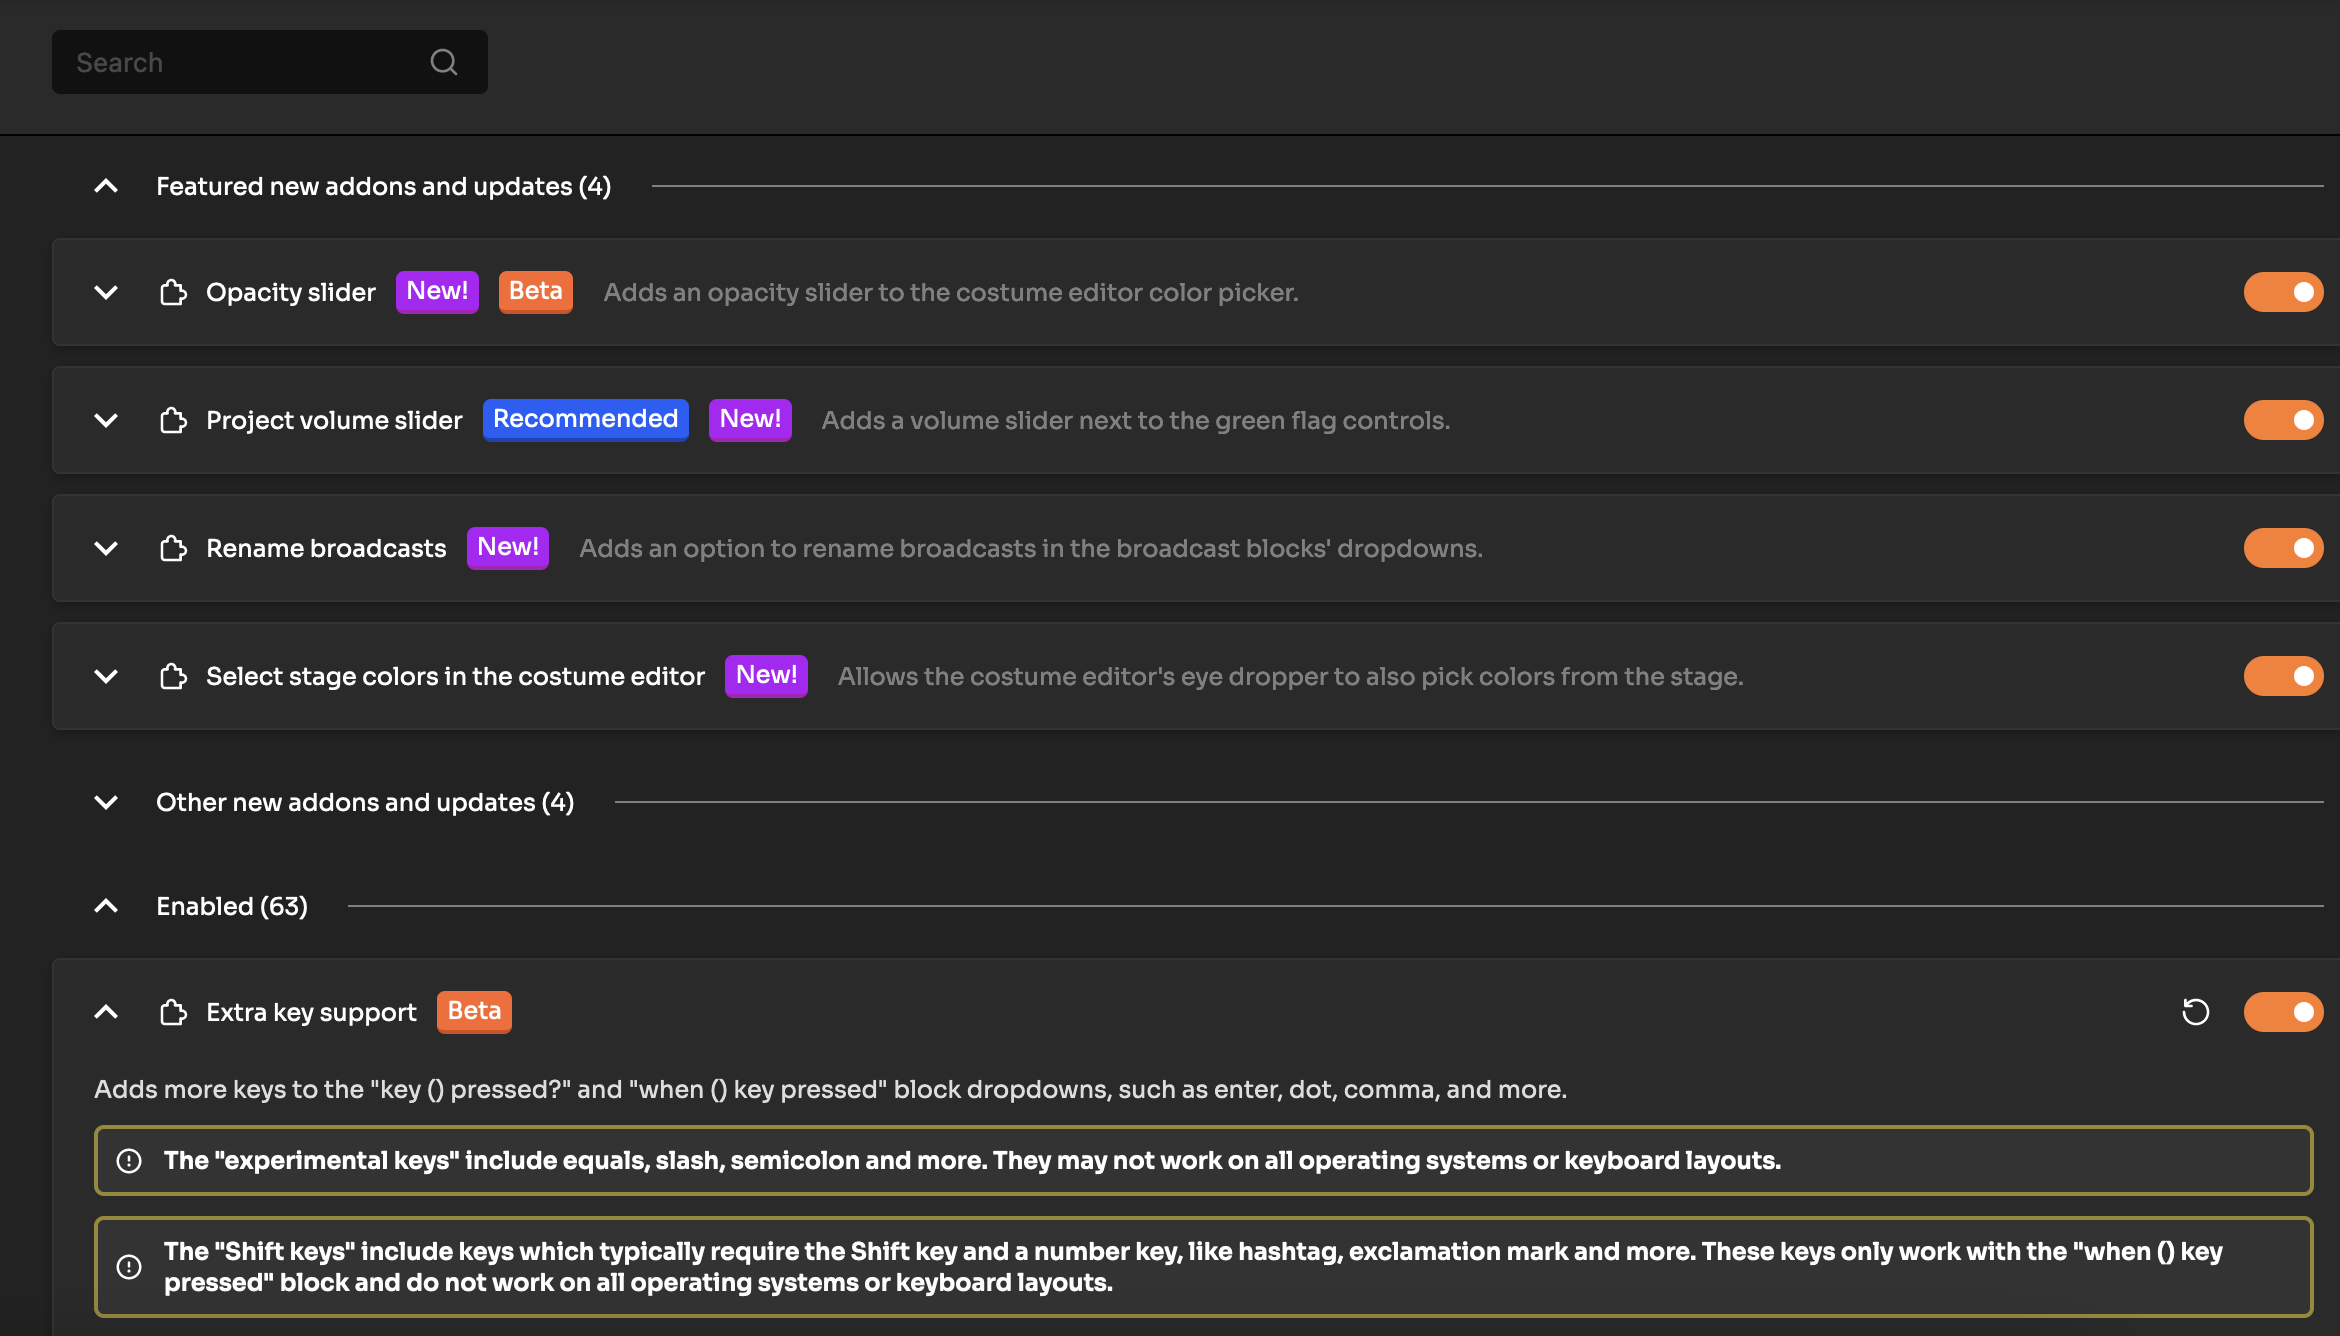 Search
Featured new addons and updates (4)
Opacity slider New! Beta Adds an opacity slider to the costume editor color picker.
Project volume slider Recommended New! Adds a volume slider next to the green flag controls.
Rename broadcasts New! Adds an option to rename broadcasts in the broadcast blocks' dropdowns.
Select stage colors in the costume editor New! Allows the costume editor's eye dropper to also pick colors from the stage.
Other new addons and updates (4)
Enabled (63)
Extra key support Beta
Adds more keys to the "key () pressed?" and "when () key pressed" block dropdowns, such as enter, dot, comma, and more.
The "experimental keys" include equals, slash, semicolon and more. They may not work on all operating systems or keyboard layouts.
The "Shift keys" include keys which typically require the Shift key and a number key, like hashtag, exclamation mark and more. These keys only work with the "when () key
pressed" block and do not work on all operating systems or keyboard layouts.